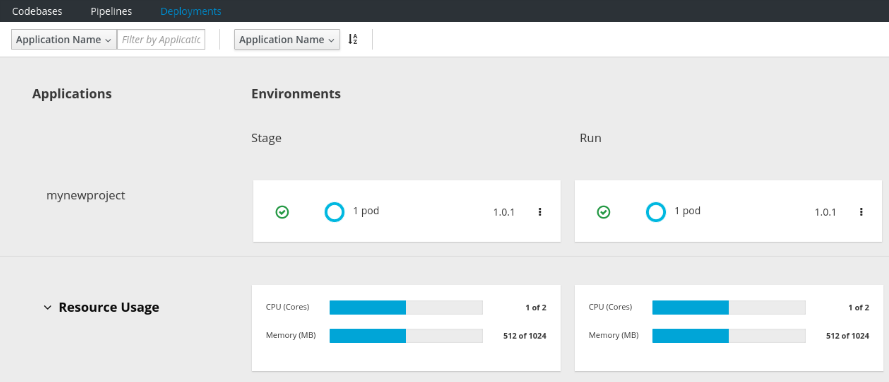 Codebases Pipelines Deployments
Application Name Filter by Applicatic Application Name
Applications Environments
Stage Run
mynewproject 1 pod 1.0.1 1 pod 1.0.1
Resource Usage
CPU (Cores) 1 of 2 CPU (Cores) 1 of 2
Memory (MB) 512 of 1024 Memory (MB) 512 of 1024